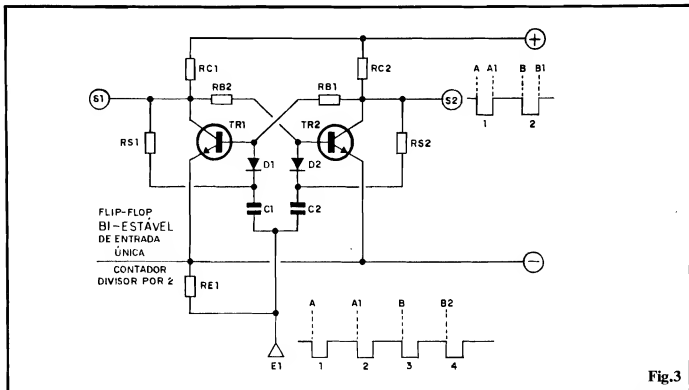 +
RC1
RC2
RB2
RB1
S1
S2
A A1 B B1
1 2
TR1
TR2
RS1
RS2
D1
D2
C1
C2
FLIP-FLOP
BI-ESTÁVEL
DE ENTRADA
ÚNICA
CONTADOR
DIVISOR POR 2
−
RE1
A A1 B B2
1 2 3 4
E1
Fig.3